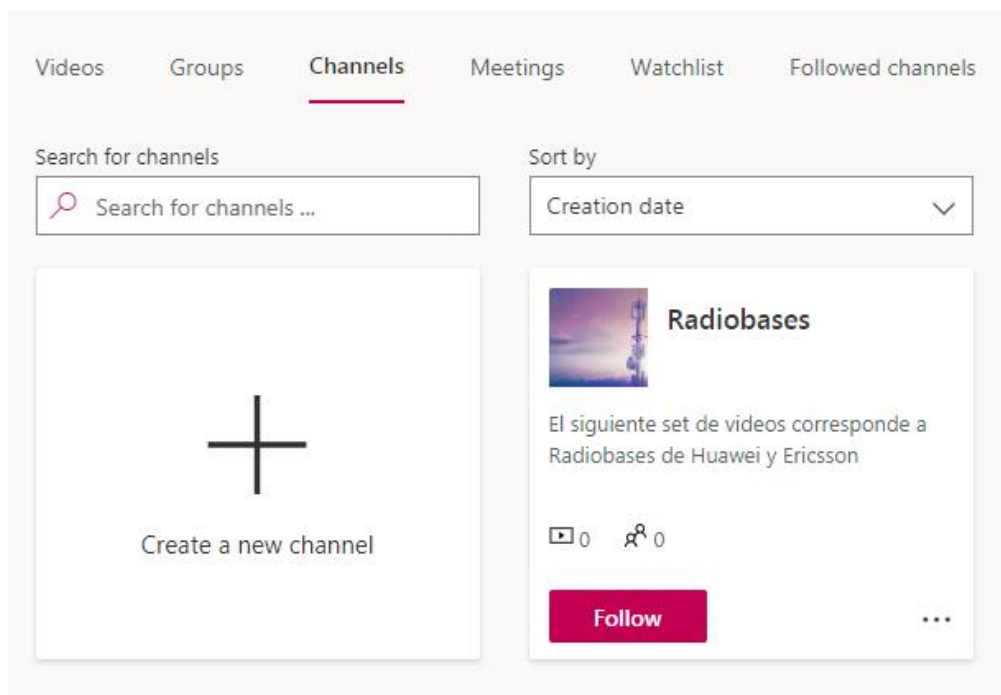 Videos Groups Channels Meetings Watchlist Followed channels
Search for channels
Search for channels ...
Sort by
Creation date
Create a new channel
Radiobases
El siguiente set de videos corresponde a
Radiobases de Huawei y Ericsson
0 0
Follow